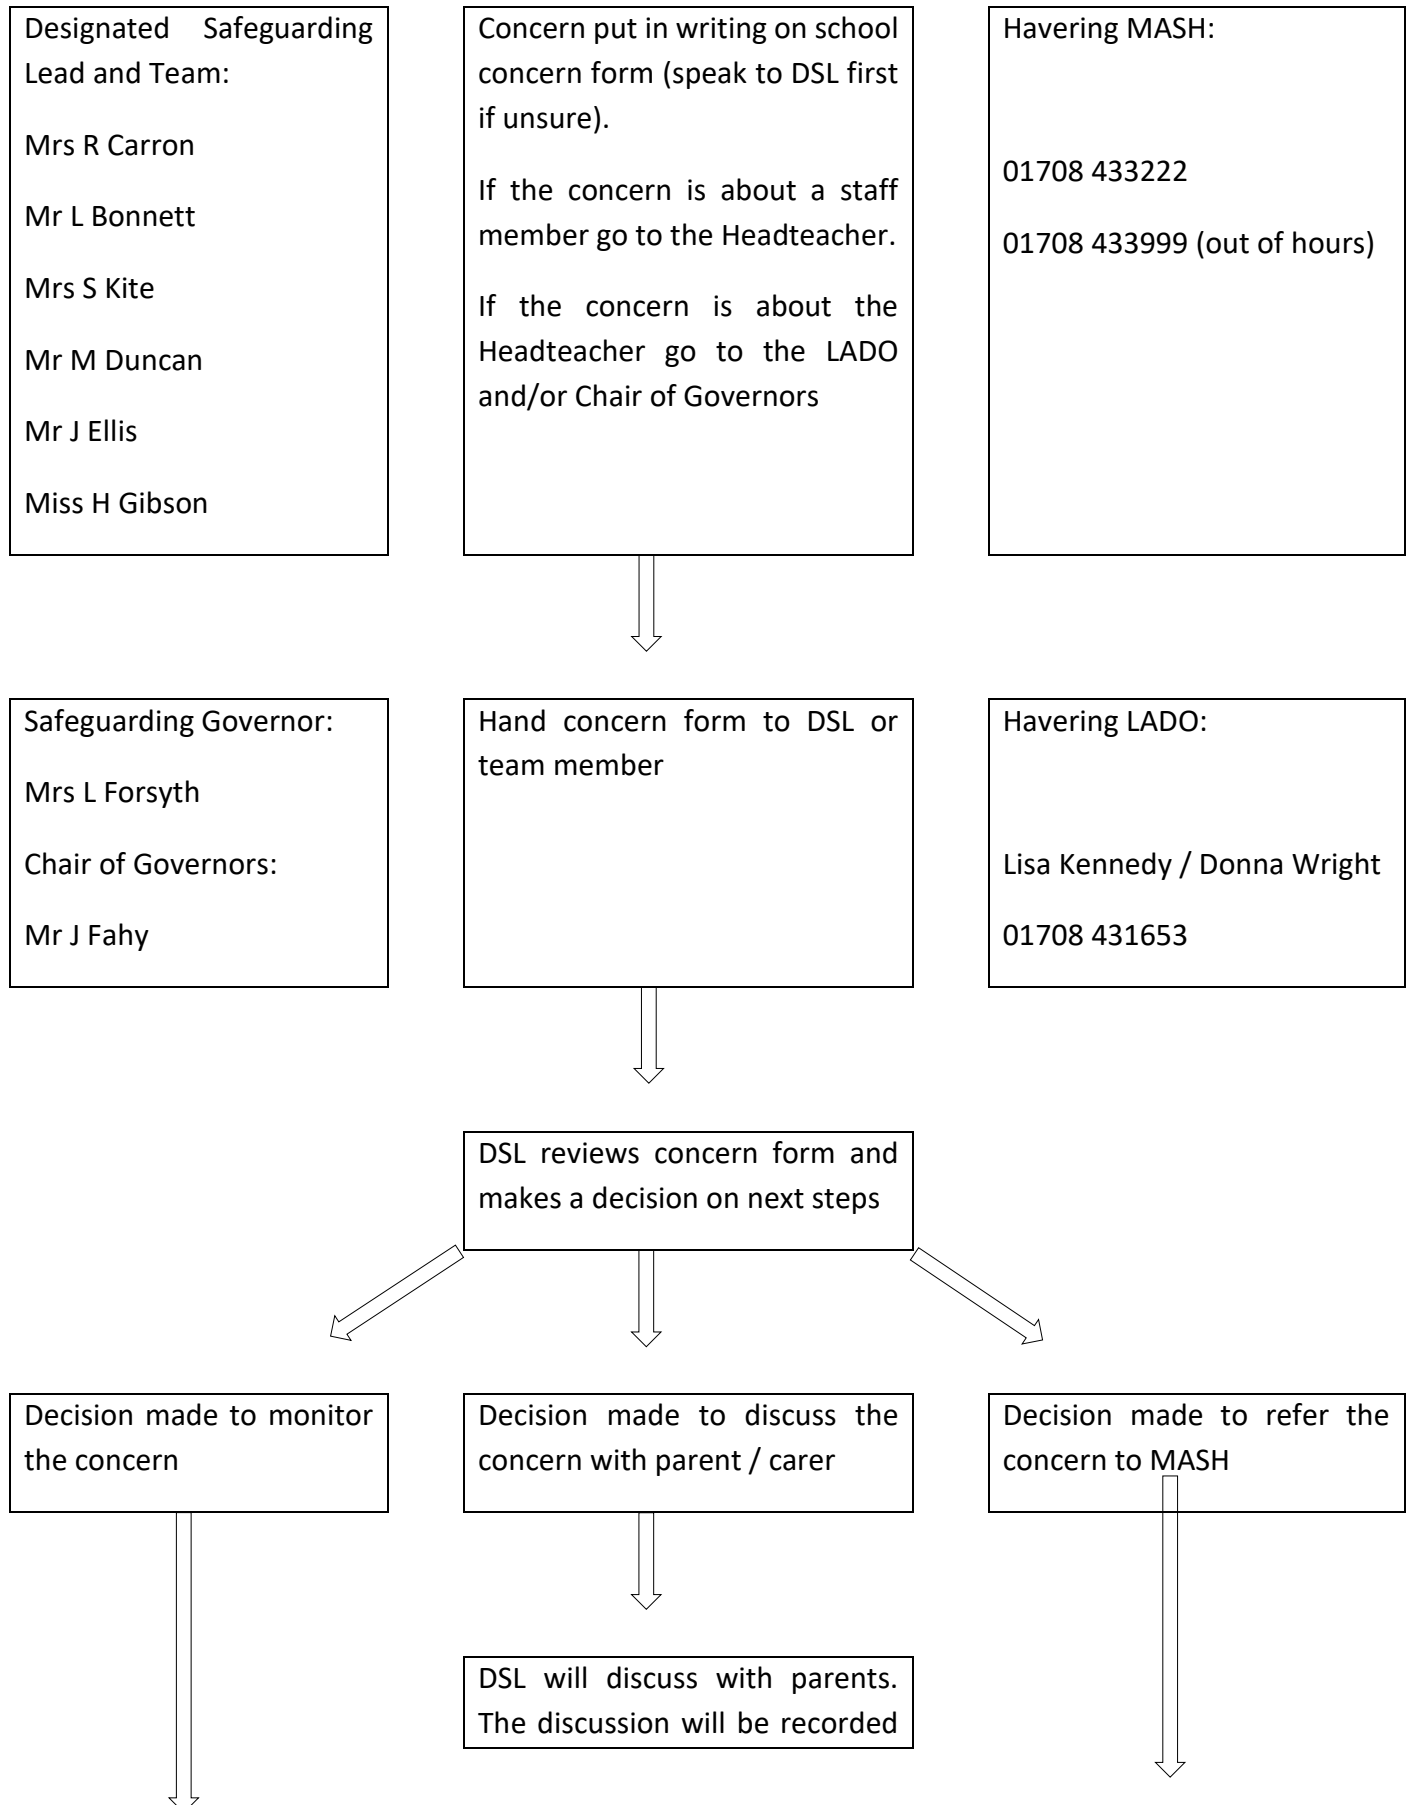 Designated Safeguarding
Lead and Team:
Mrs R Carron
Mr L Bonnett
Mrs S Kite
Mr M Duncan
Mr J Ellis
Miss H Gibson
Concern put in writing on school
concern form (speak to DSL first
if unsure).
If the concern is about a staff
member go to the Headteacher.
If the concern is about the
Headteacher go to the LADO
and/or Chair of Governors
Havering MASH:
01708 433222
01708 433999 (out of hours)
Safeguarding Governor:
Mrs L Forsyth
Chair of Governors:
Mr J Fahy
Hand concern form to DSL or
team member
Havering LADO:
Lisa Kennedy / Donna Wright
01708 431653
DSL reviews concern form and
makes a decision on next steps
Decision made to monitor
the concern
Decision made to discuss the
concern with parent / carer
Decision made to refer the
concern to MASH
DSL will discuss with parents.
The discussion will be recorded